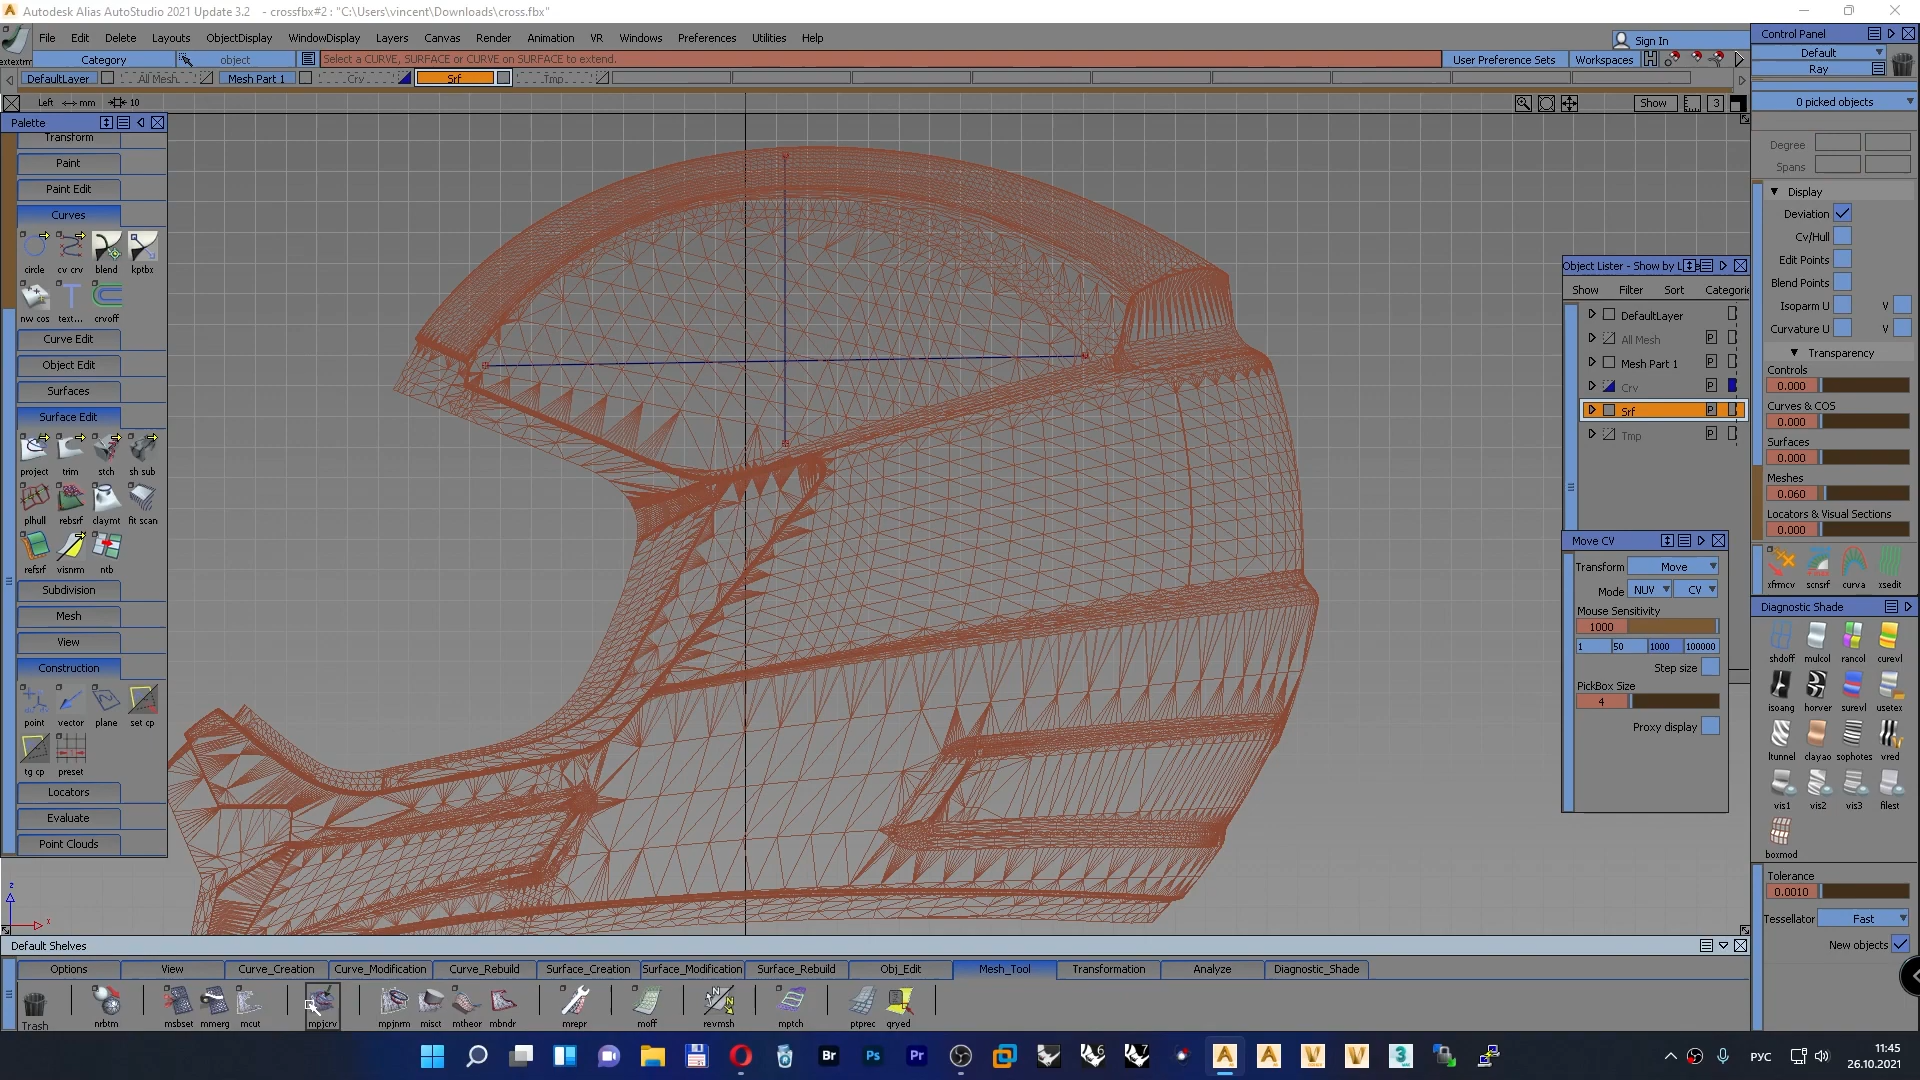 Autodesk Alias AutoStudio 2021 Update 3.2 - crossfbx#2 : "C:\Users\vincent\Downloads\cross.fbx"
File Edit Delete Layouts ObjectDisplay WindowDisplay Layers Canvas Render Animation VR Windows Preferences Utilities Help
Sign In
Category object Select a CURVE, SURFACE or CURVE ON SURFACE to extend. User Preference Sets Workspaces
DefaultLayer All Mesh Mesh Part 1 Crv Srf Tmp
Left mm 10 Show 3
Palette
Transform
Paint
Paint Edit
Curves
circle cv crv blend kptbx
nw cos text... crvoff
Curve Edit
Object Edit
Surfaces
Surface Edit
project trim stch sh sub
plhull rebsrf claymt fit scan
refsrf visnrm ntb
Subdivision
Mesh
View
Construction
point vector plane set cp
tg cp preset
Locators
Evaluate
Point Clouds
z
x
Object Lister - Show by L
Show Filter Sort Categorie
DefaultLayer
All Mesh P
Mesh Part 1 P
Crv P
Srf P
Tmp P
Move CV
Transform Move
Mode NUV CV
Mouse Sensitivity
1000
1 50 1000 100000
Step size
PickBox Size
4
Proxy display
Control Panel
Default
Ray
0 picked objects
Degree
Spans
Display
Deviation
Cv/Hull
Edit Points
Blend Points
Isoparm U V
Curvature U V
Transparency
Controls
0.000
Curves & COS
0.000
Surfaces
0.000
Meshes
0.060
Locators & Visual Sections
0.000
xfrmcv scnsrf curva xsedit
Diagnostic Shade
shdoff mulcol rancol curevl
isoang horver surevl usetex
ltunnel clayao sophotes vred
vis1 vis2 vis3 filest
boxmod
Tolerance
0.0010
Tessellator Fast
New objects
Default Shelves
Options View Curve_Creation Curve_Modification Curve_Rebuild Surface_Creation Surface_Modification Surface_Rebuild Obj_Edit Mesh_Tool Transformation Analyze Diagnostic_Shade
Trash nrbtm msbset mmerg mcut mpjcrv mpjnrm misct mtheor mbndr mrepr moff revmsh mptch ptprec qryed
Br Ps Pr 6 7 3 РУС 11:45
26.10.2021